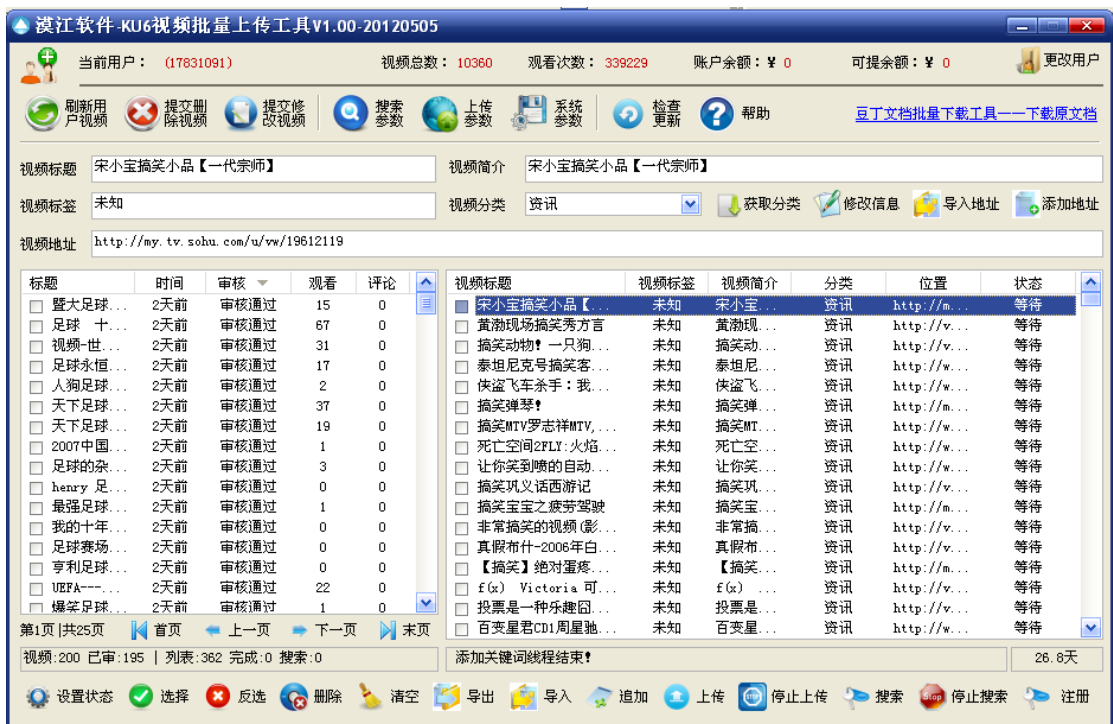 漠江软件-KU6视频批量上传工具V1.00-20120505
当前用户： (17831091) 视频总数： 10360 观看次数： 339229 账户余额：¥ 0 可提余额：¥ 0 更改用户
刷新用户视频 提交删除视频 提交修改视频 搜索参数 上传参数 系统参数 检查更新 帮助 豆丁文档批量下载工具一一下载原文档
视频标题 宋小宝搞笑小品【一代宗师】 视频简介 宋小宝搞笑小品【一代宗师】
视频标签 未知 视频分类 资讯 获取分类 修改信息 导入地址 添加地址
视频地址 http://my.tv.sohu.com/u/vw/19612119
标题 时间 审核 观看 评论 视频标题 视频标签 视频简介 分类 位置 状态
暨大足球... 2天前 审核通过 15 0 宋小宝搞笑小品【... 未知 宋小宝... 资讯 http://m... 等待
足球 十... 2天前 审核通过 67 0 黄渤现场搞笑秀方言 未知 黄渤现... 资讯 http://v... 等待
视频-世... 2天前 审核通过 31 0 搞笑动物！一只狗... 未知 搞笑动... 资讯 http://v... 等待
足球永恒... 2天前 审核通过 17 0 泰坦尼克号搞笑客... 未知 泰坦尼... 资讯 http://w... 等待
人狗足球... 2天前 审核通过 2 0 侠盗飞车杀手：我... 未知 侠盗飞... 资讯 http://w... 等待
天下足球... 2天前 审核通过 37 0 搞笑弹琴！ 未知 搞笑弹... 资讯 http://m... 等待
天下足球... 2天前 审核通过 19 0 搞笑MTV罗志祥MTV,... 未知 搞笑MT... 资讯 http://v... 等待
2007中国... 2天前 审核通过 1 0 死亡空间2FLY:火焰... 未知 死亡空... 资讯 http://w... 等待
足球的杂... 2天前 审核通过 3 0 让你笑到喷的自动... 未知 让你笑... 资讯 http://v... 等待
henry 足... 2天前 审核通过 0 0 搞笑巩义话西游记 未知 搞笑巩... 资讯 http://v... 等待
最强足球... 2天前 审核通过 1 0 搞笑宝宝之疲劳驾驶 未知 搞笑宝... 资讯 http://m... 等待
我的十年... 2天前 审核通过 0 0 非常搞笑的视频(影... 未知 非常搞... 资讯 http://v... 等待
足球赛场... 2天前 审核通过 0 0 真假布什-2006年白... 未知 真假布... 资讯 http://v... 等待
亨利足球... 2天前 审核通过 0 0 【搞笑】绝对蛋疼... 未知 【搞笑... 资讯 http://m... 等待
UEFA---... 2天前 审核通过 22 0 f(x) Victoria 可... 未知 f(x) ... 资讯 http://v... 等待
爆笑足球... 2天前 审核通过 1 0 投票是一种乐趣囧... 未知 投票是... 资讯 http://w... 等待
第1页|共25页 首页 上一页 下一页 末页 百变星君CD1周星驰... 未知 百变星... 资讯 http://w... 等待
视频:200 已审:195 | 列表:362 完成:0 搜索:0 添加关键词线程结束！ 26.8天
设置状态 选择 反选 删除 清空 导出 导入 追加 上传 停止上传 搜索 停止搜索 注册